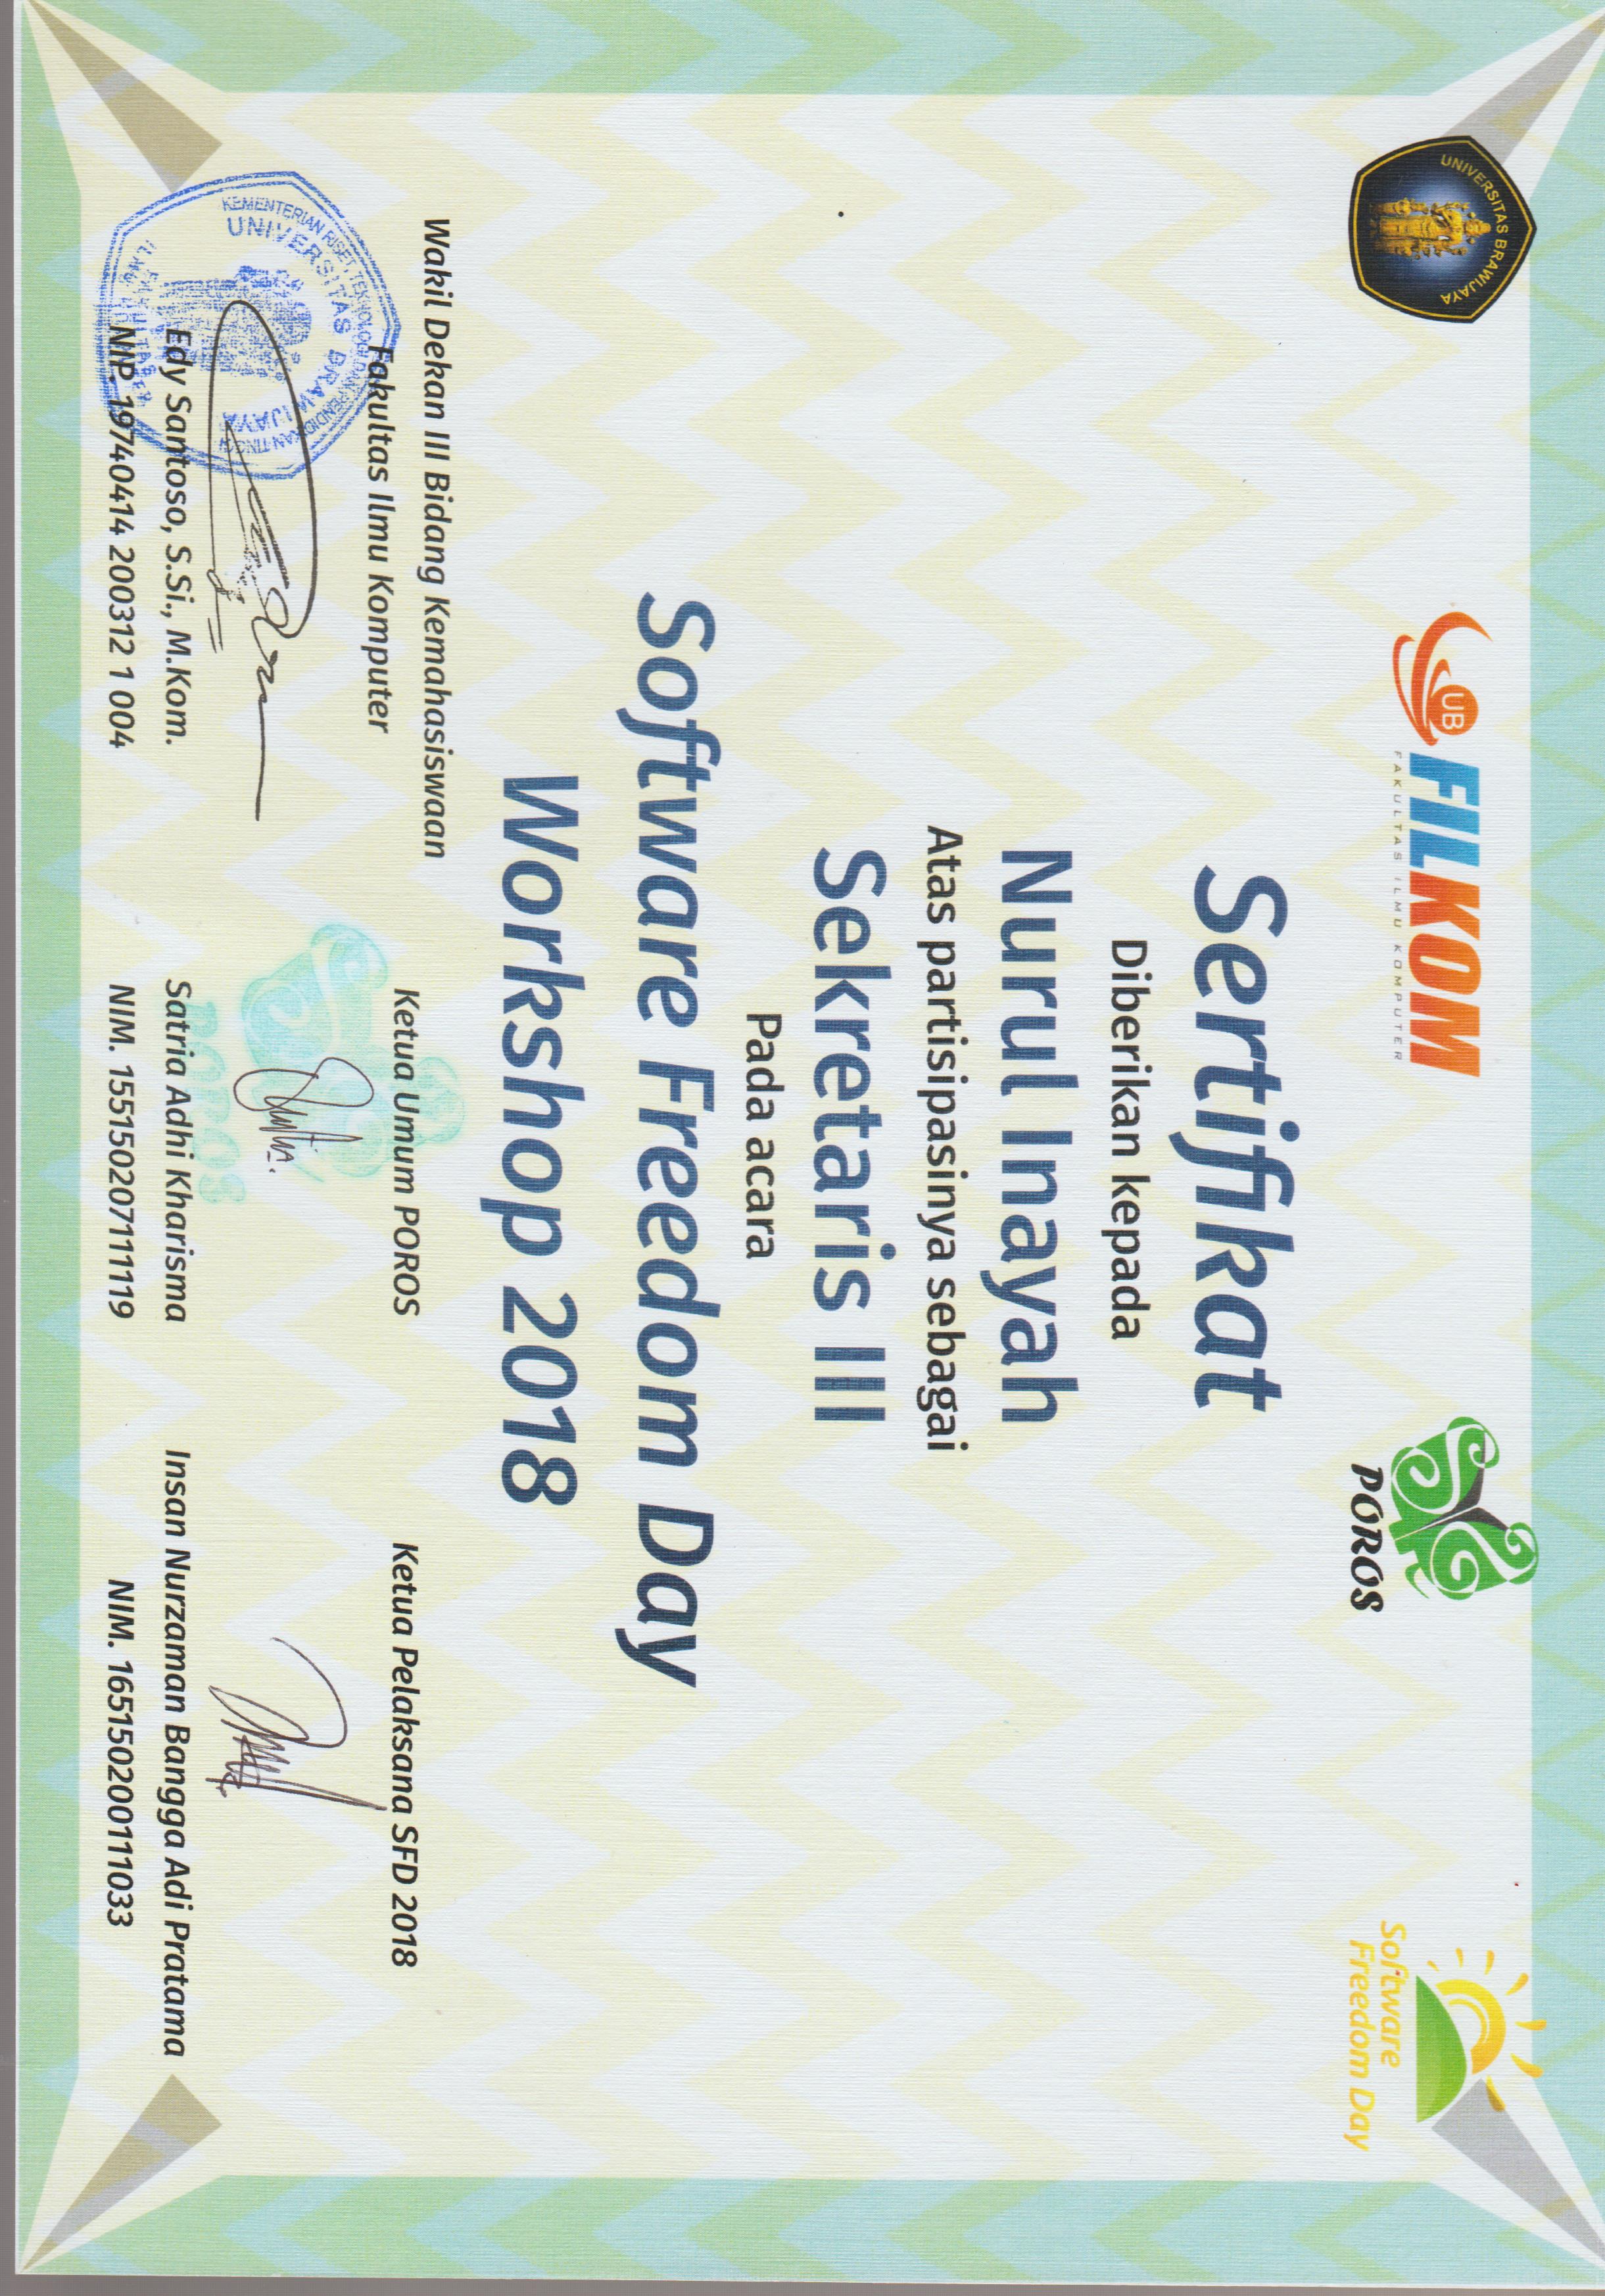 UNIVERSITAS BRAWIJAYA
UB
FILKOM
FAKULTAS ILMU KOMPUTER
POROS
Software
Freedom Day
Sertifikat
Diberikan kepada
Nurul Inayah
Atas partisipasinya sebagai
Sekretaris III
Pada acara
Software Freedom Day
Workshop 2018
Wakil Dekan III Bidang Kemahasiswaan
Fakultas Ilmu Komputer
KEMENTERIAN RISET TEKNOLOGI DAN PENDIDIKAN TINGGI
UNIVERSITAS BRAWIJAYA
Edy Santoso, S.Si., M.Kom.
NIP. 19740414 200312 1 004
Ketua Umum POROS
POROS
Satria Adhi Kharisma
NIM. 155150207111119
Ketua Pelaksana SFD 2018
Insan Nurzaman Bangga Adi Pratama
NIM. 165150200111033